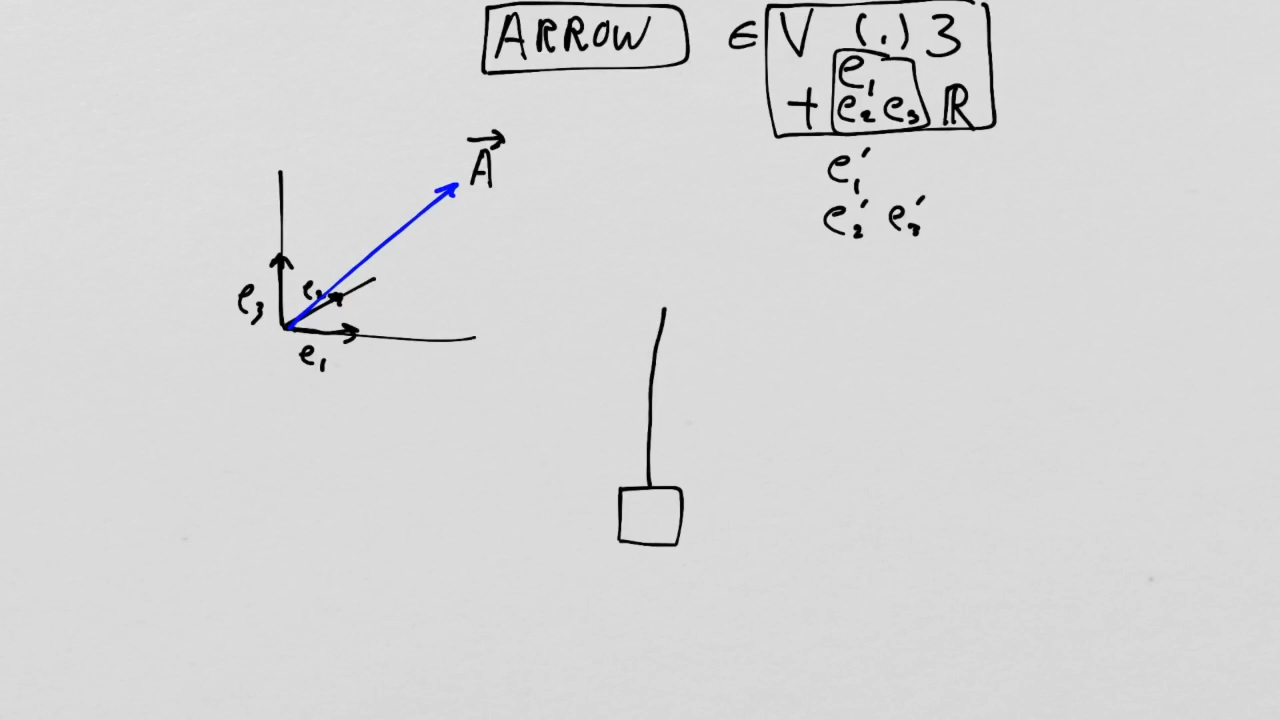 ARROW ∈ V (.) 3
+ e₁ ℝ
e₂ e₃
e₁′
e₂′ e₃′
A⃗
e₃ e₂
e₁